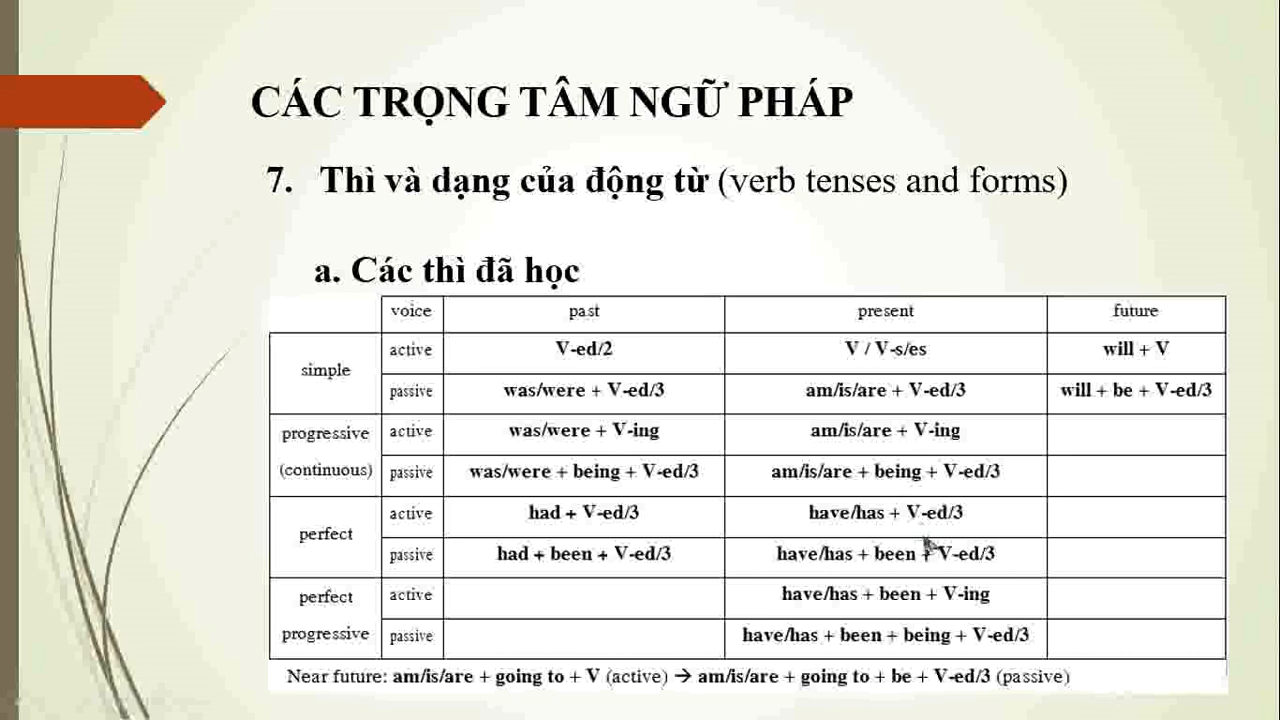 CÁC TRỌNG TÂM NGỮ PHÁP
7. Thì và dạng của động từ (verb tenses and forms)
a. Các thì đã học
voice past present future
simple
active V-ed/2 V / V-s/es will + V
passive was/were + V-ed/3 am/is/are + V-ed/3 will + be + V-ed/3
progressive active was/were + V-ing am/is/are + V-ing
(continuous) passive was/were + being + V-ed/3 am/is/are + being + V-ed/3
perfect
active had + V-ed/3 have/has + V-ed/3
passive had + been + V-ed/3 have/has + been + V-ed/3
perfect active have/has + been + V-ing
progressive passive have/has + been + being + V-ed/3
Near future: am/is/are + going to + V (active) → am/is/are + going to + be + V-ed/3 (passive)